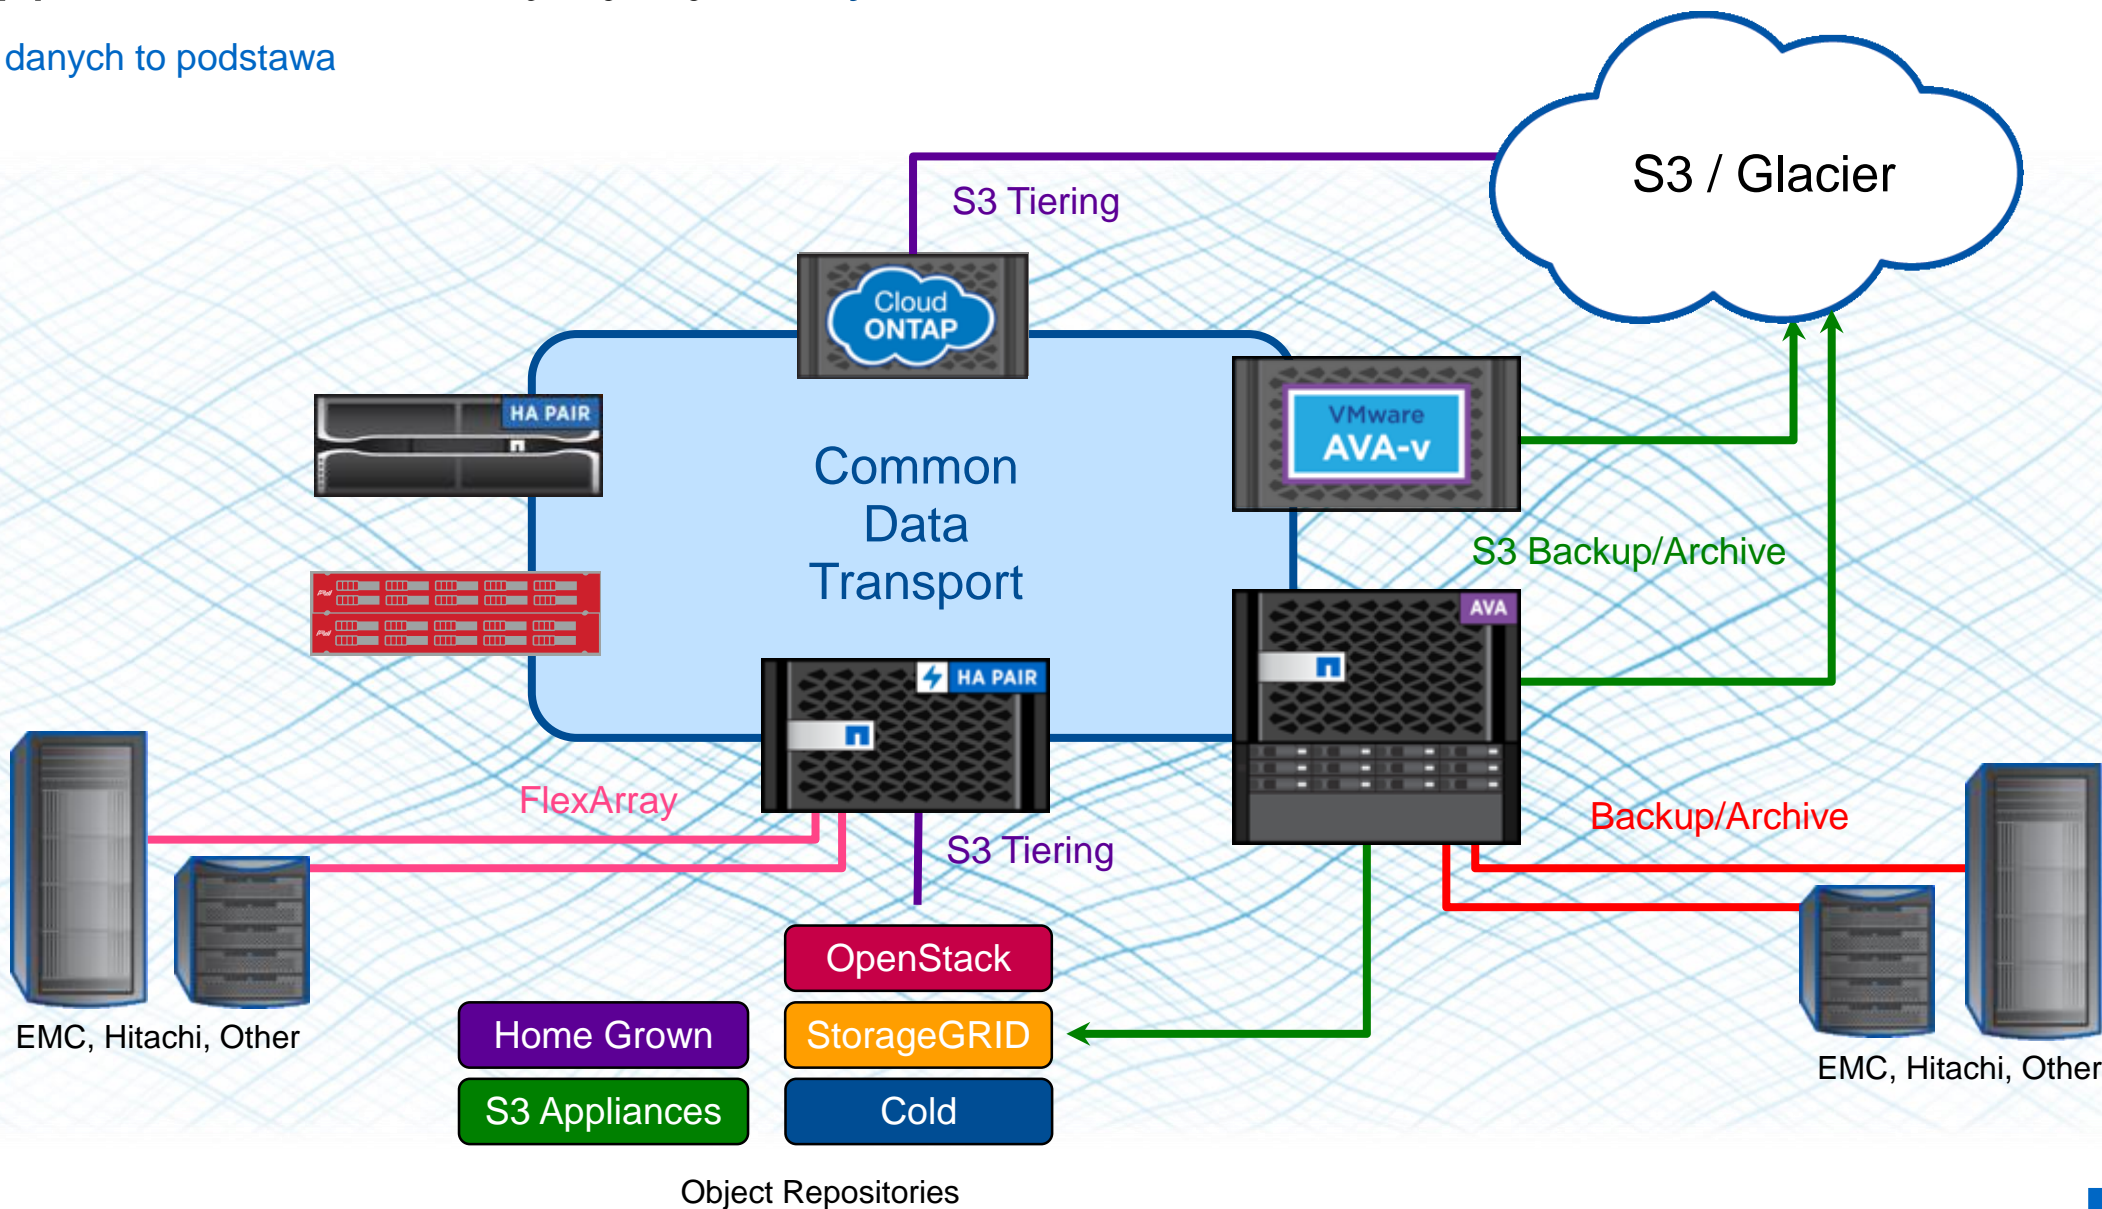 danych to podstawa
S3 / Glacier
S3 Tiering
Cloud
ONTAP
HA PAIR
VMware
AVA-v
Common
Data
Transport
S3 Backup/Archive
AVA
HA PAIR
FlexArray
S3 Tiering
Backup/Archive
OpenStack
Home Grown
StorageGRID
EMC, Hitachi, Other
EMC, Hitachi, Other
S3 Appliances
Cold
Object Repositories